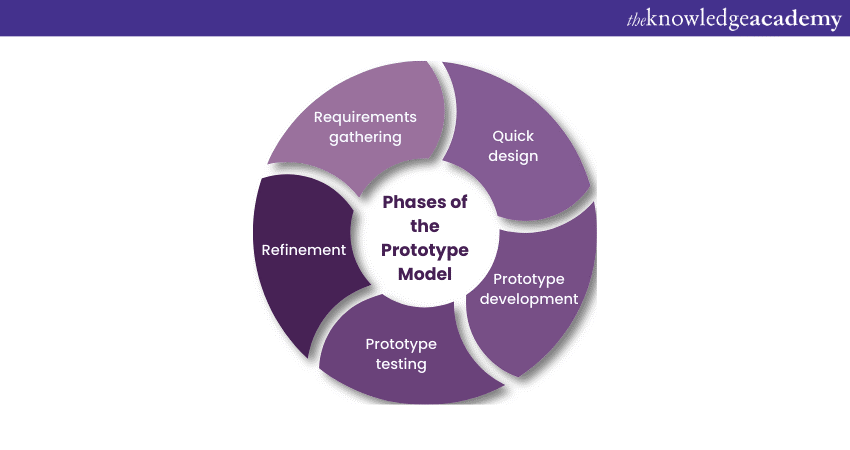 theknowledgeacademy
Requirements
gathering
Quick
design
Phases of
the
Prototype
Model
Refinement
Prototype
development
Prototype
testing